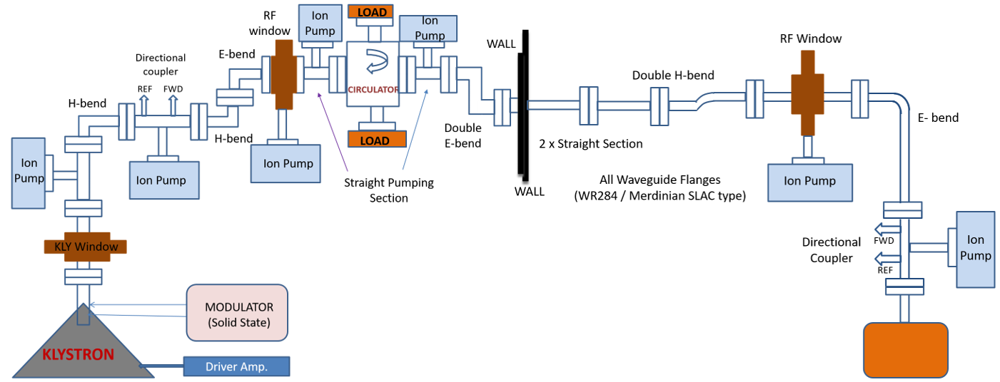 RF
window
Ion
Pump
LOAD
Ion
Pump
WALL
RF Window
E-bend
Directional
coupler
REF
FWD
CIRCULATOR
Double H-bend
H-bend
H-bend
Double
E-bend
E- bend
LOAD
2 x Straight Section
Ion
Pump
Ion Pump
Ion Pump
Straight Pumping
Section
WALL
All Waveguide Flanges
(WR284 / Merdinian SLAC type)
Ion Pump
KLY Window
Directional
Coupler
FWD
REF
Ion
Pump
MODULATOR
(Solid State)
KLYSTRON
Driver Amp.